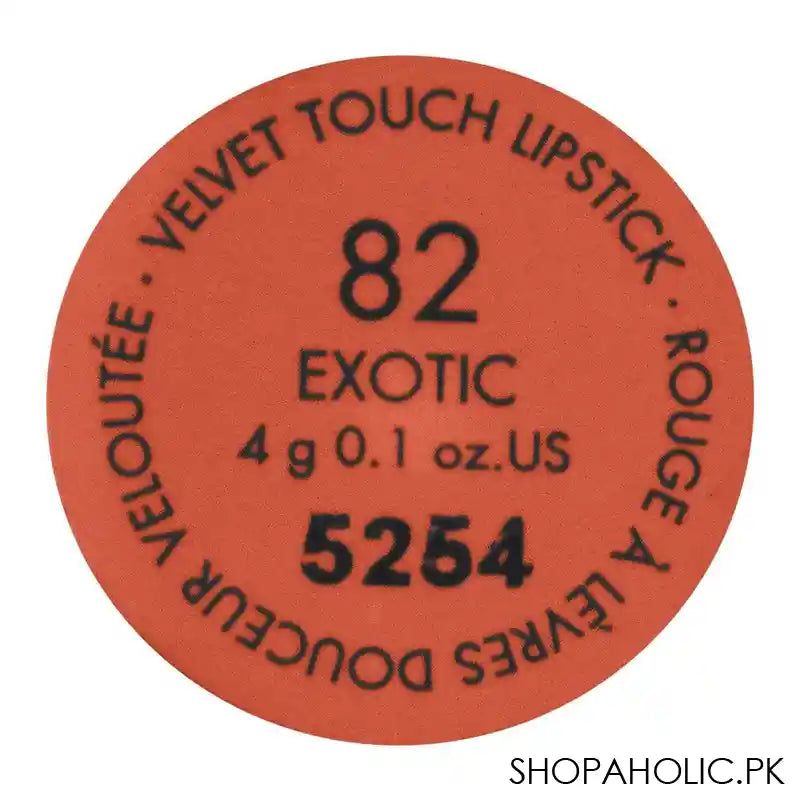 VELVET TOUCH LIPSTICK · ROUGE À LÈVRES DOUCEUR VELOUTÉE ·
82
EXOTIC
4 g 0.1 oz.US
5254
SHOPAHOLIC.PK